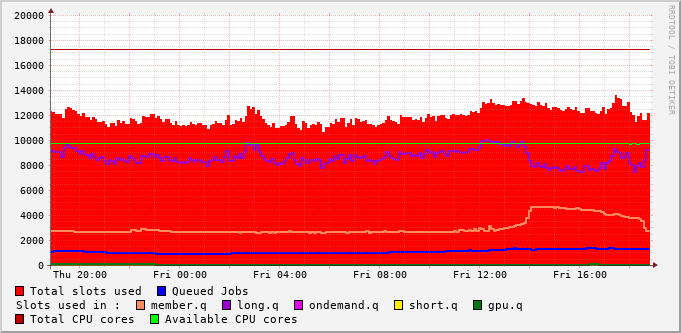 20000
18000
16000
14000
12000
10000
8000
6000
4000
2000
0
Thu 20:00 Fri 00:00 Fri 04:00 Fri 08:00 Fri 12:00 Fri 16:00
Total slots used Queued Jobs
Slots used in : member.q long.q ondemand.q short.q gpu.q
Total CPU cores Available CPU cores
RRDTOOL / TOBI OETIKER